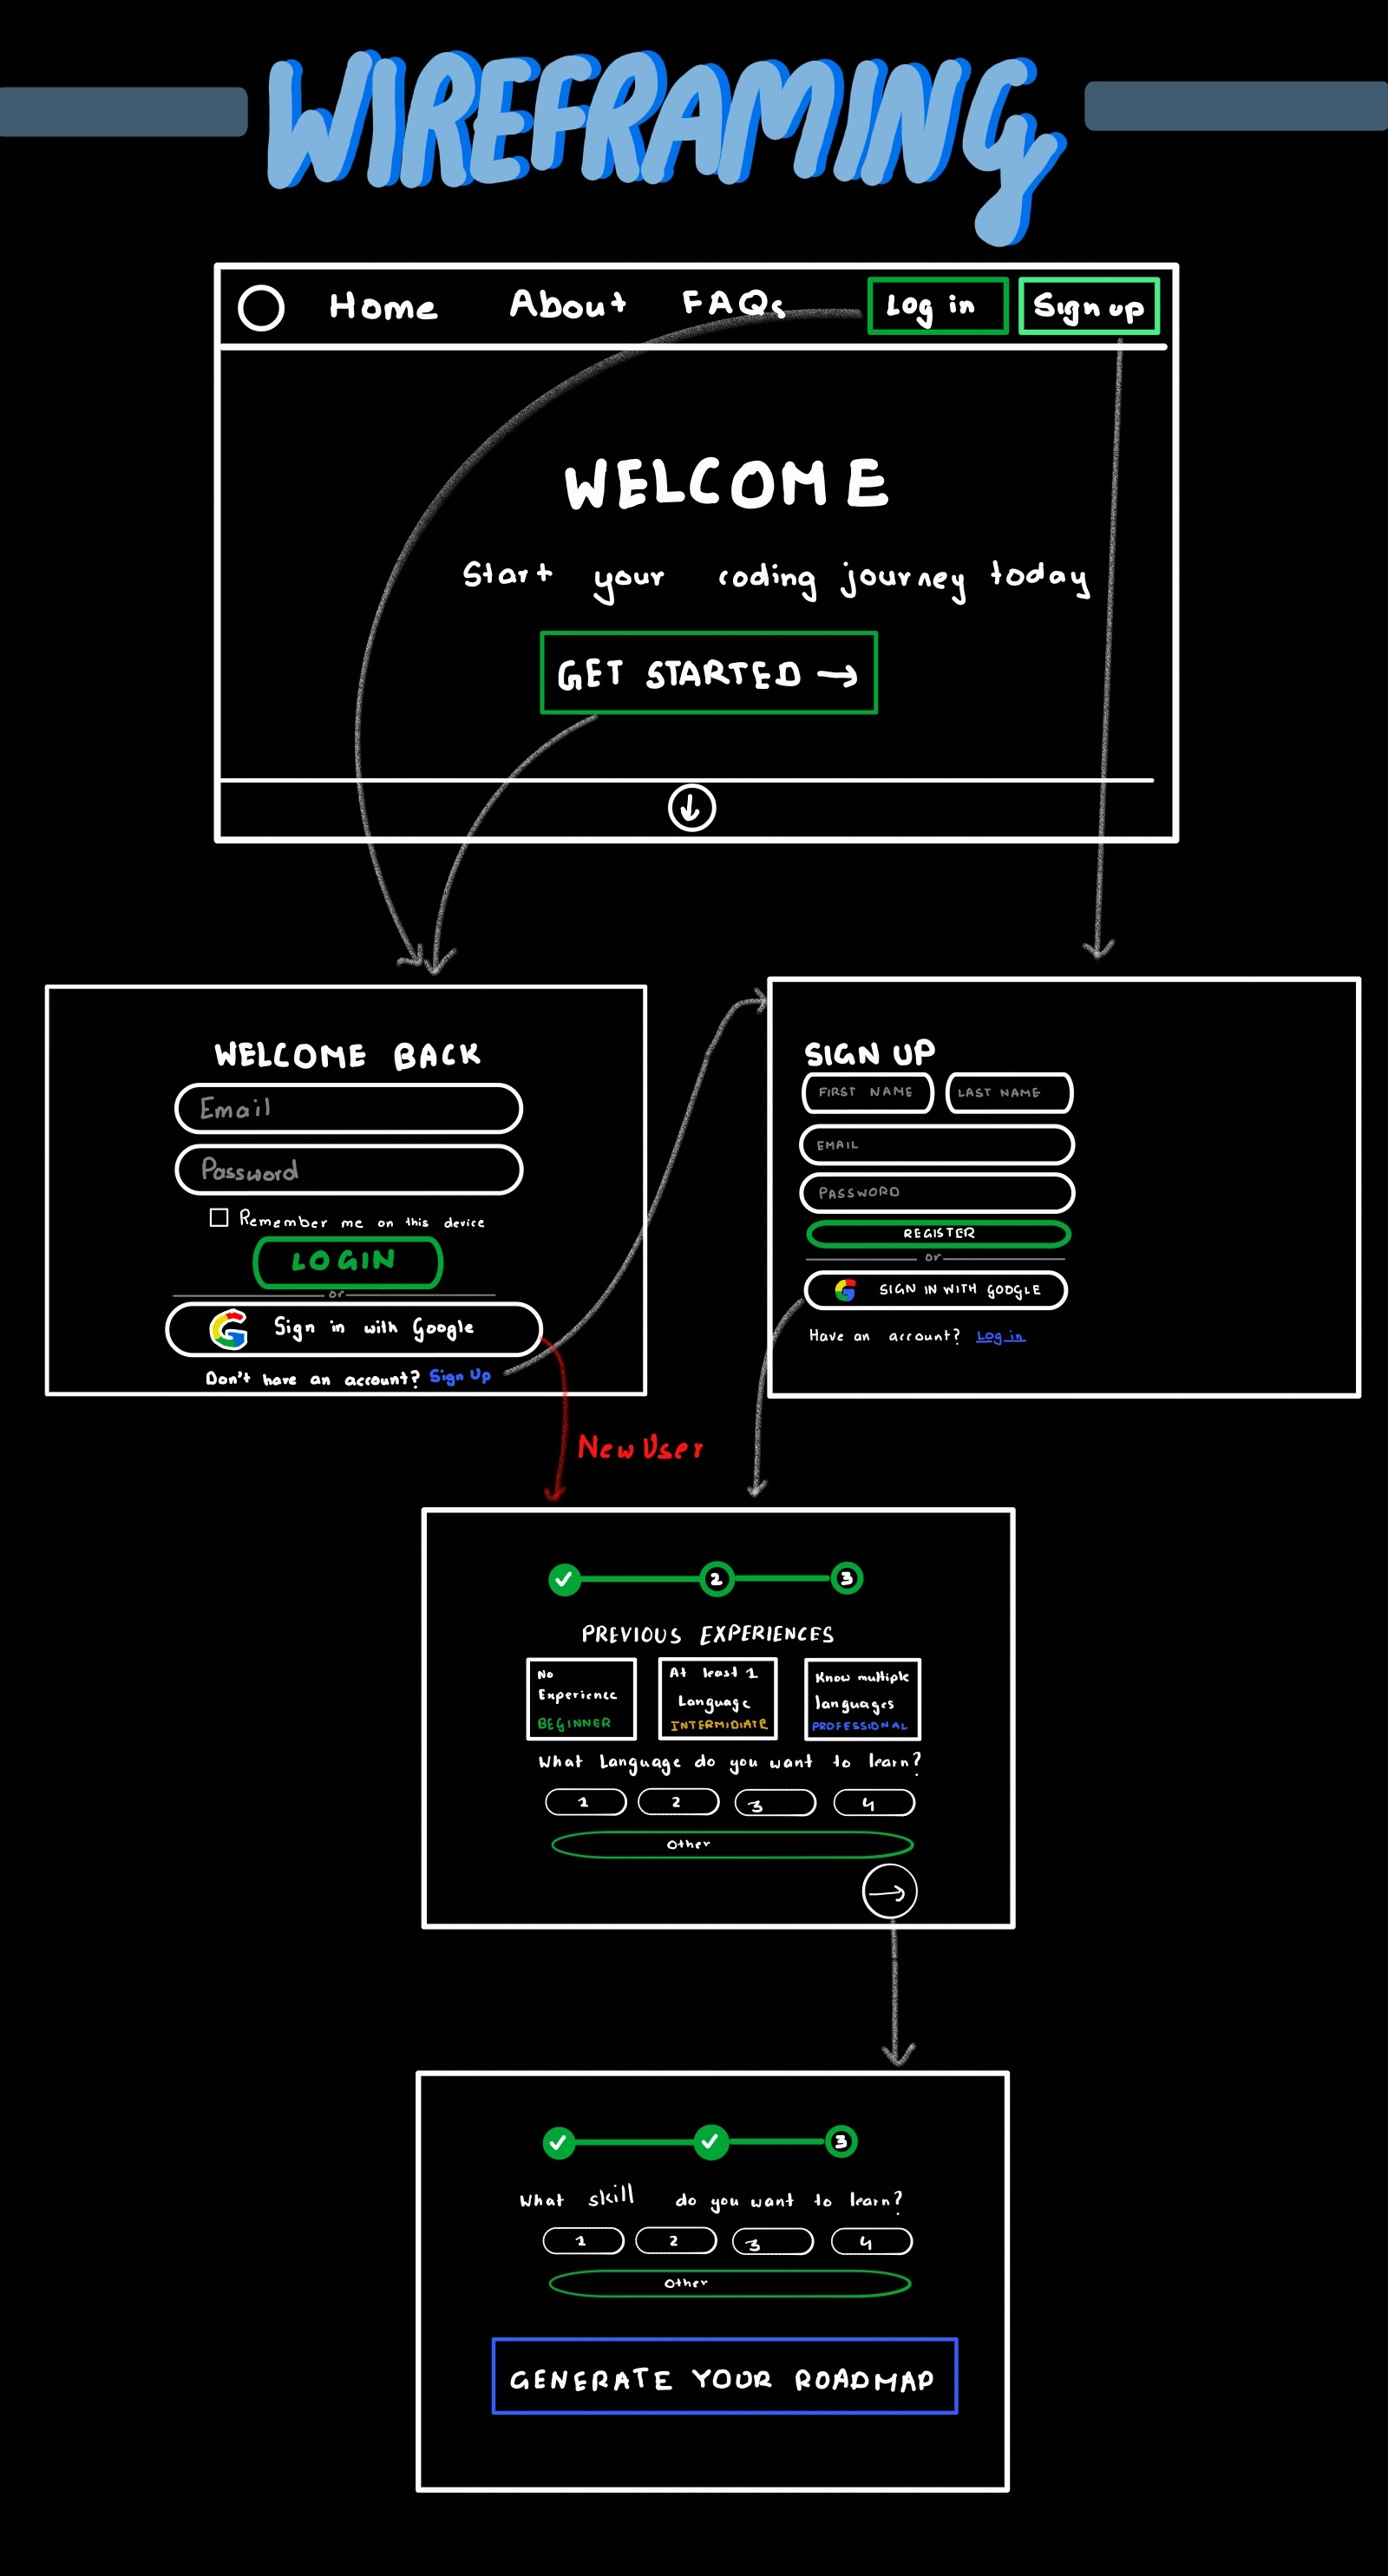 WIREFRAMING
Home About FAQs Log in Sign up
WELCOME
Start your coding journey today
GET STARTED →
WELCOME BACK
Email
Password
Remember me on this device
LOGIN
or
G Sign in with Google
Don't have an account? Sign Up
SIGN UP
FIRST NAME LAST NAME
EMAIL
PASSWORD
REGISTER
or
G SIGN IN WITH GOOGLE
Have an account? Log in
New User
2 3
PREVIOUS EXPERIENCES
No
Experience
BEGINNER
At least 1
Language
INTERMIDIATE
Know multiple
languages
PROFESSIONAL
What Language do you want to learn?
1 2 3 4
Other
3
What skill do you want to learn?
1 2 3 4
Other
GENERATE YOUR ROADMAP